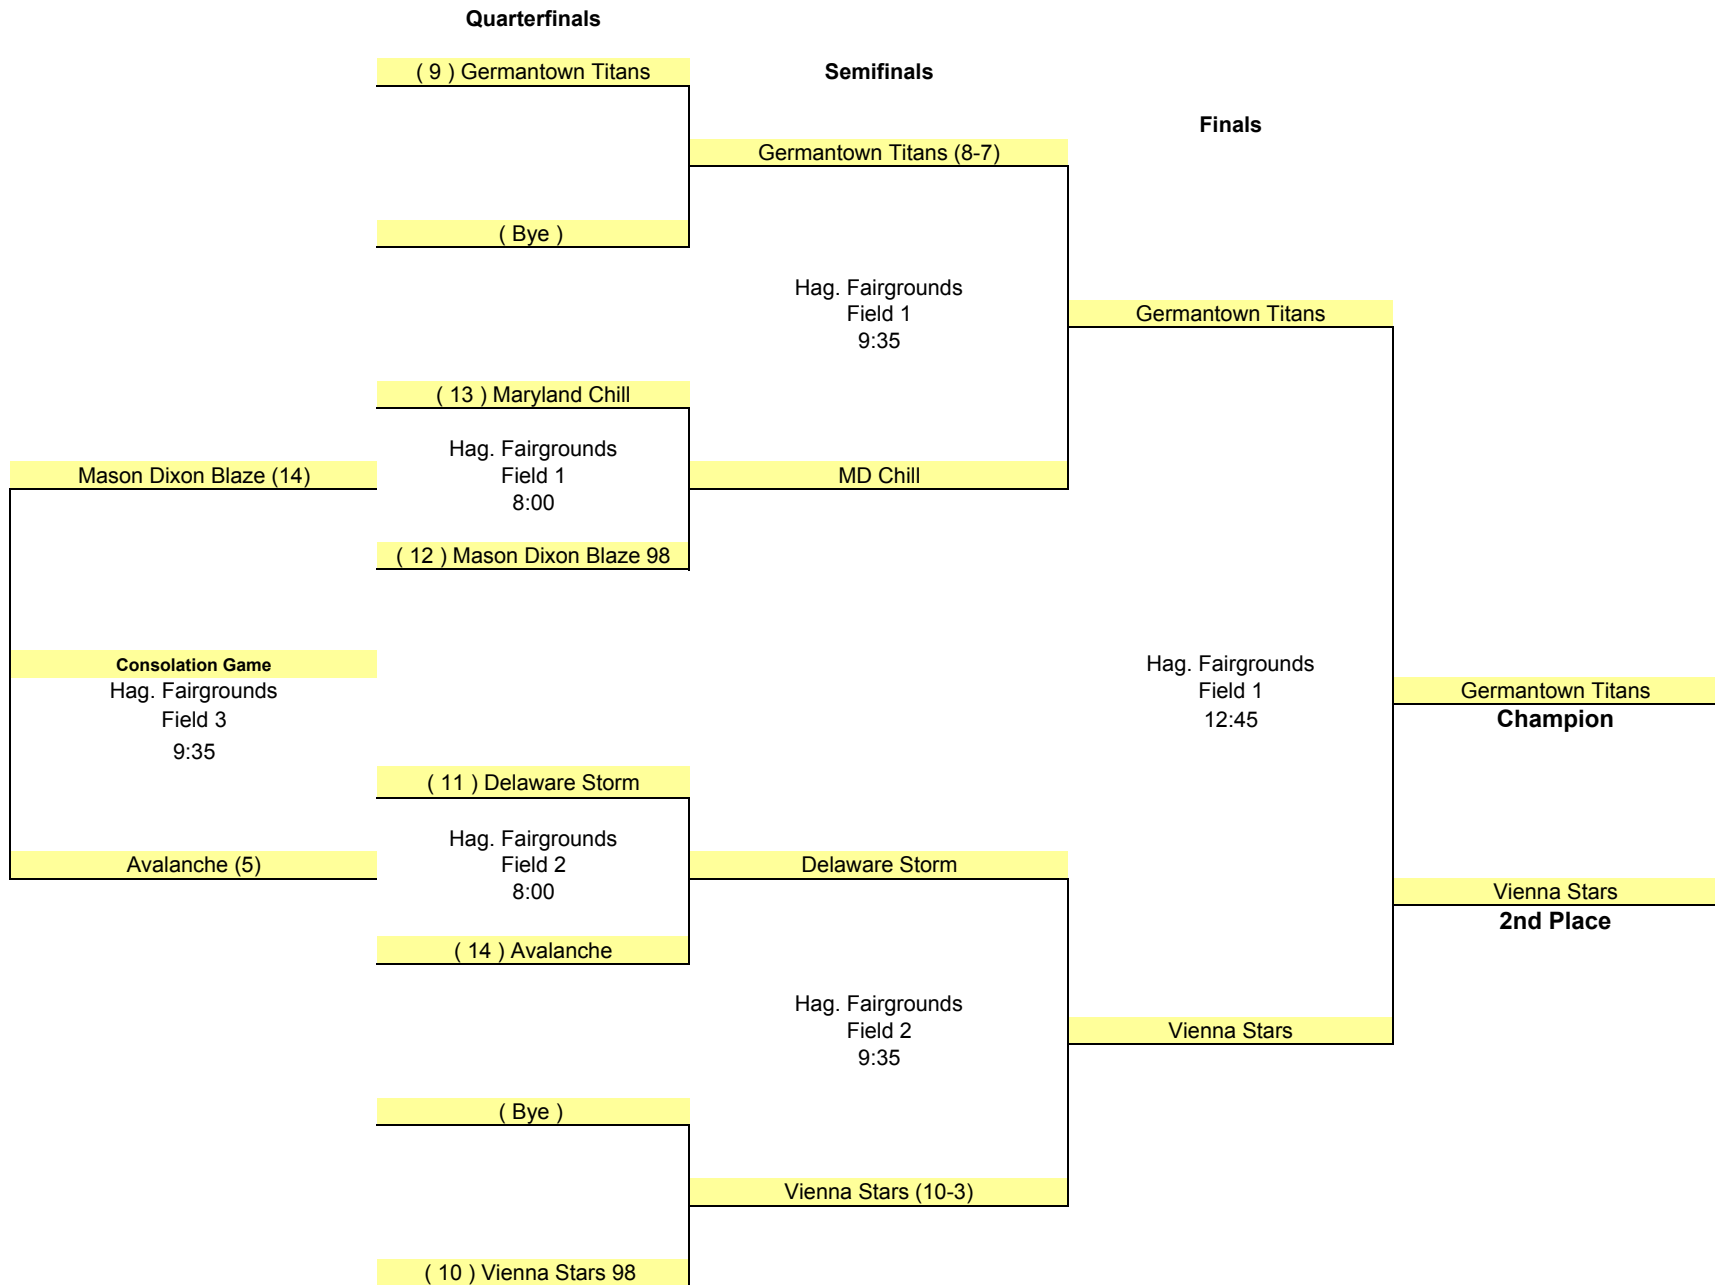 Quarterfinals
( 9 ) Germantown Titans
Semifinals
Finals
Germantown Titans (8-7)
( Bye )
Hag. Fairgrounds
Field 1
9:35
Germantown Titans
( 13 ) Maryland Chill
Hag. Fairgrounds
Field 1
8:00
Mason Dixon Blaze (14)
MD Chill
( 12 ) Mason Dixon Blaze 98
Consolation Game
Hag. Fairgrounds
Field 3
9:35
Hag. Fairgrounds
Field 1
12:45
Germantown Titans
Champion
( 11 ) Delaware Storm
Hag. Fairgrounds
Field 2
8:00
Avalanche (5)
Delaware Storm
Vienna Stars
2nd Place
( 14 ) Avalanche
Hag. Fairgrounds
Field 2
9:35
Vienna Stars
( Bye )
Vienna Stars (10-3)
( 10 ) Vienna Stars 98